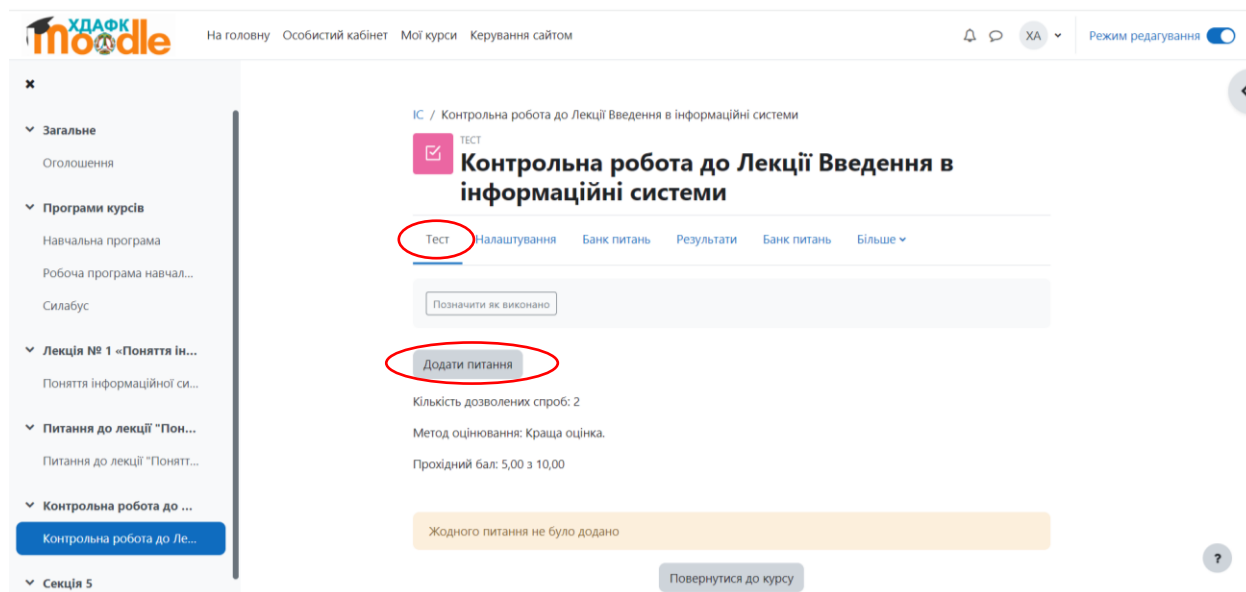 ХДАФК
moodle
На головну Особистий кабінет Мої курси Керування сайтом
ХА
Режим редагування
Загальне
Оголошення
Програми курсів
Навчальна програма
Робоча програма навчал...
Силабус
Лекція № 1 «Поняття ін...
Поняття інформаційної си...
Питання до лекції "Пон...
Питання до лекції "Понятт...
Контрольна робота до ...
Контрольна робота до Ле...
Секція 5
ІС / Контрольна робота до Лекції Введення в інформаційні системи
ТЕСТ
Контрольна робота до Лекції Введення в
інформаційні системи
Тест Налаштування Банк питань Результати Банк питань Більше
Позначити як виконано
Додати питання
Кількість дозволених спроб: 2
Метод оцінювання: Краща оцінка.
Прохідний бал: 5,00 з 10,00
Жодного питання не було додано
Повернутися до курсу
?